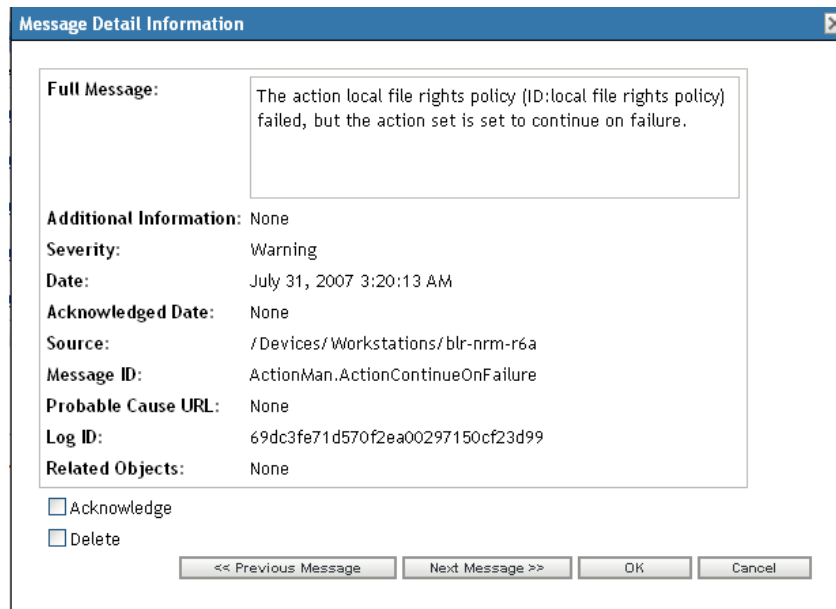 Message Detail Information
Full Message:
The action local file rights policy (ID:local file rights policy)
failed, but the action set is set to continue on failure.
Additional Information: None
Severity: Warning
Date: July 31, 2007 3:20:13 AM
Acknowledged Date: None
Source: /Devices/Workstations/blr-nrm-r6a
Message ID: ActionMan.ActionContinueOnFailure
Probable Cause URL: None
Log ID: 69dc3fe71d570f2ea00297150cf23d99
Related Objects: None
Acknowledge
Delete
<< Previous Message Next Message >> OK Cancel